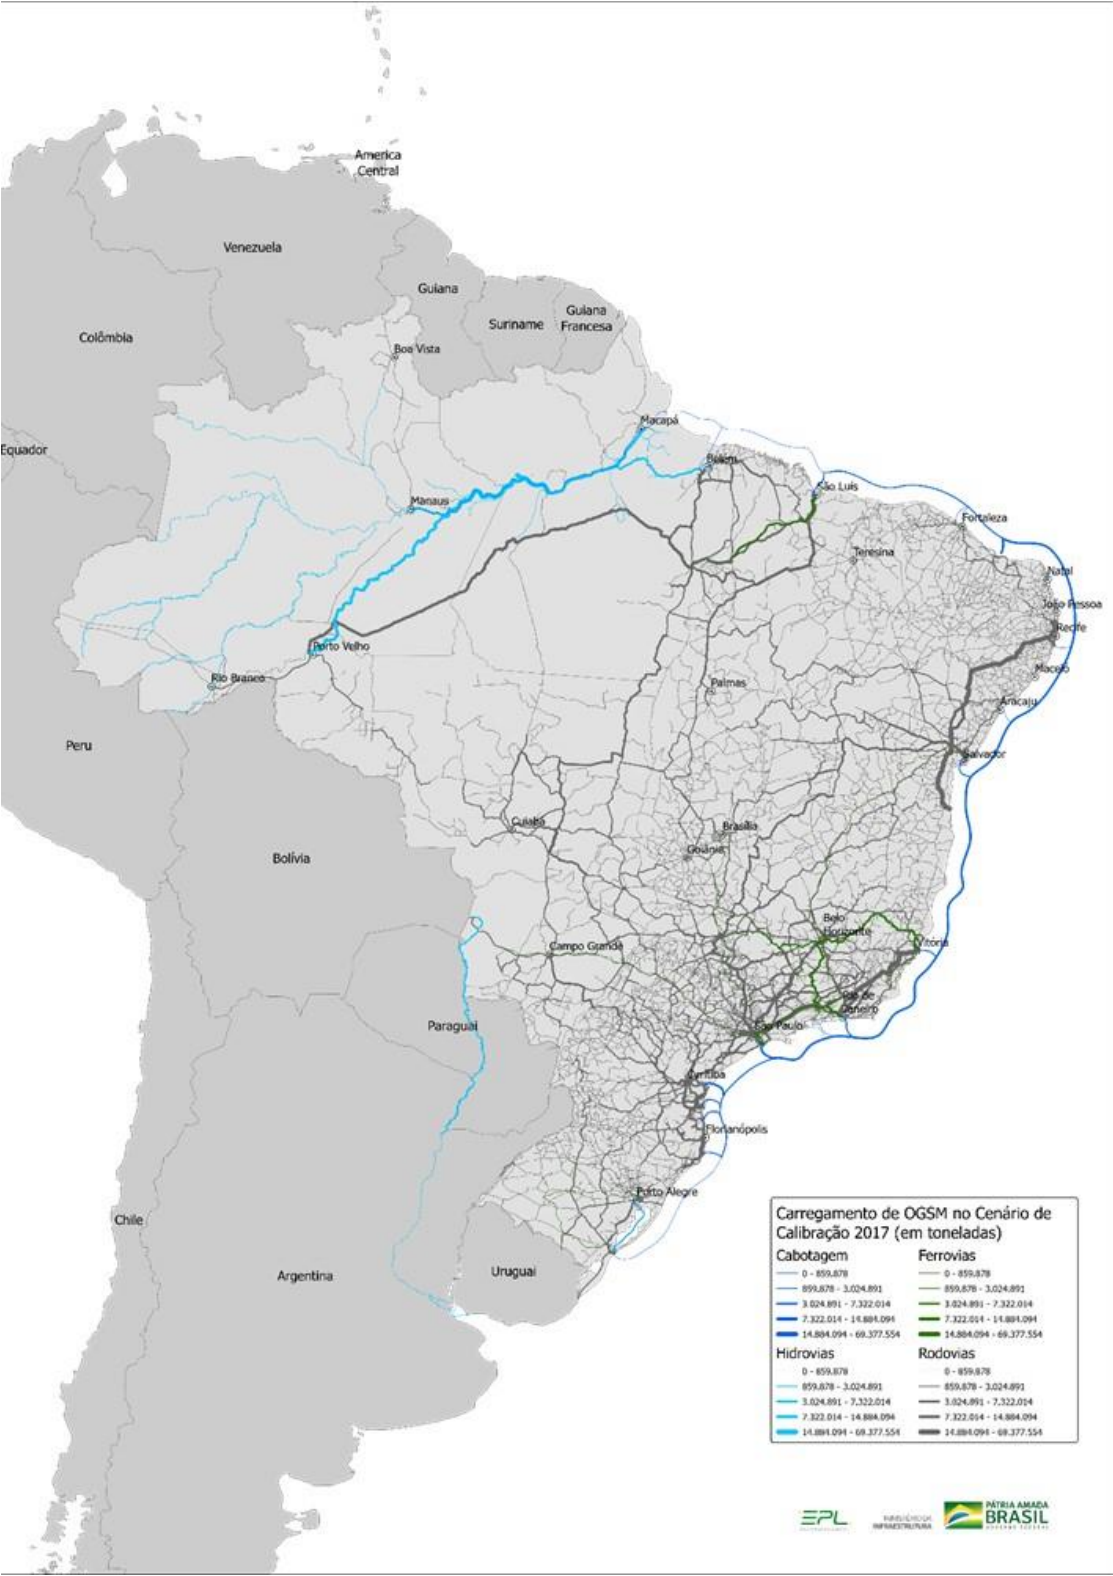 America
Central
Venezuela
Guiana
Suriname
Guiana
Francesa
Colômbia
Boa Vista
Macapá
Equador
Belém
São Luís
Manaus
Fortaleza
Teresina
Natal
João Pessoa
Recife
Porto Velho
Maceió
Rio Branco
Palmas
Aracaju
Peru
Salvador
Cuiabá
Brasília
Goiânia
Bolívia
Belo
Horizonte
Vitória
Campo Grande
Rio de
Janeiro
Paraguai
São Paulo
Curitiba
Florianópolis
Porto Alegre
Chile
Argentina
Uruguai
Carregamento de OGSM no Cenário de
Calibração 2017 (em toneladas)
Cabotagem
0 - 859.878
859.878 - 3.024.891
3.024.891 - 7.322.014
7.322.014 - 14.884.094
14.884.094 - 69.377.554
Ferrovias
0 - 859.878
859.878 - 3.024.891
3.024.891 - 7.322.014
7.322.014 - 14.884.094
14.884.094 - 69.377.554
Hidrovias
0 - 859.878
859.878 - 3.024.891
3.024.891 - 7.322.014
7.322.014 - 14.884.094
14.884.094 - 69.377.554
Rodovias
0 - 859.878
859.878 - 3.024.891
3.024.891 - 7.322.014
7.322.014 - 14.884.094
14.884.094 - 69.377.554
EPL
MINISTÉRIO DA
INFRAESTRUTURA
PÁTRIA AMADA
BRASIL
GOVERNO FEDERAL